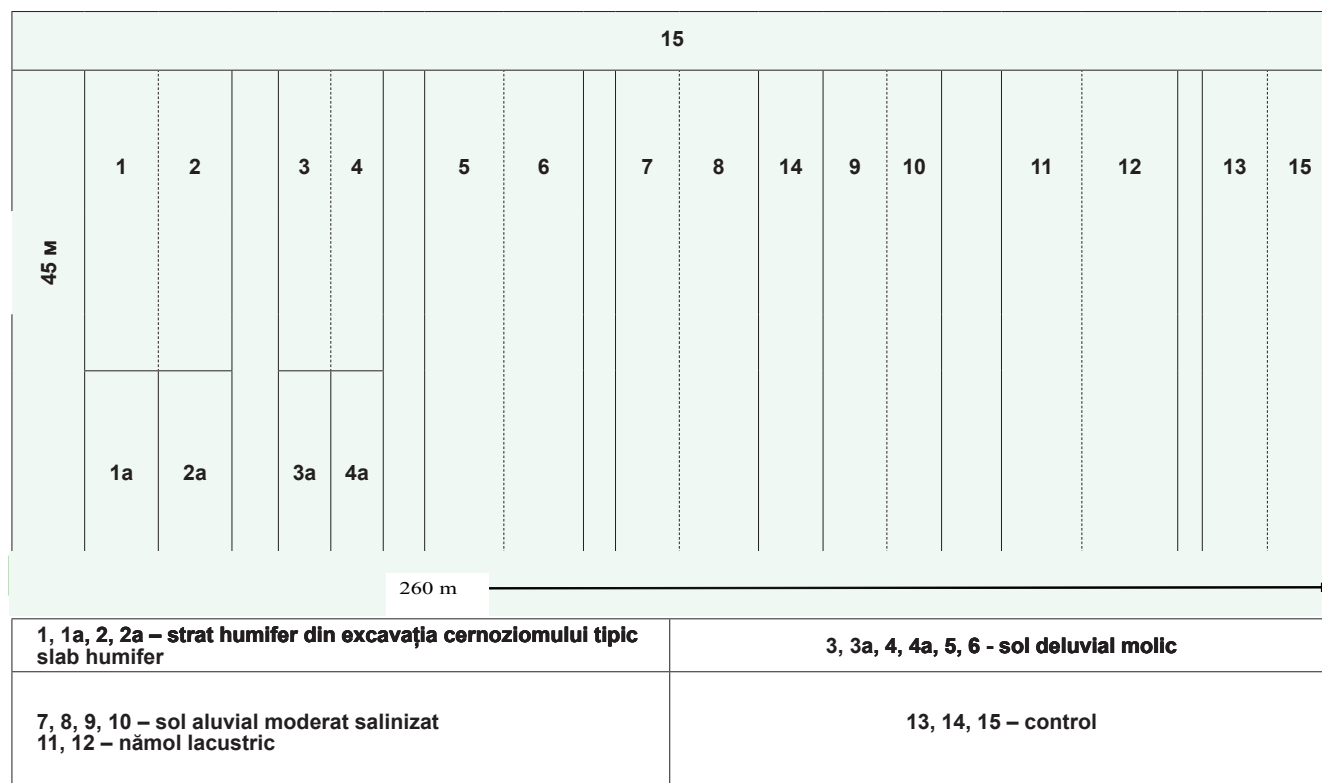 15
1 2 3 4 5 6 7 8 14 9 10 11 12 13 15
45 м
1a 2a 3a 4a
260 m
1, 1a, 2, 2a – strat humifer din excavația cernoziomului tipic
slab humifer
3, 3a, 4, 4a, 5, 6 - sol deluvial molic
7, 8, 9, 10 – sol aluvial moderat salinizat
11, 12 – nămol lacustric
13, 14, 15 – control